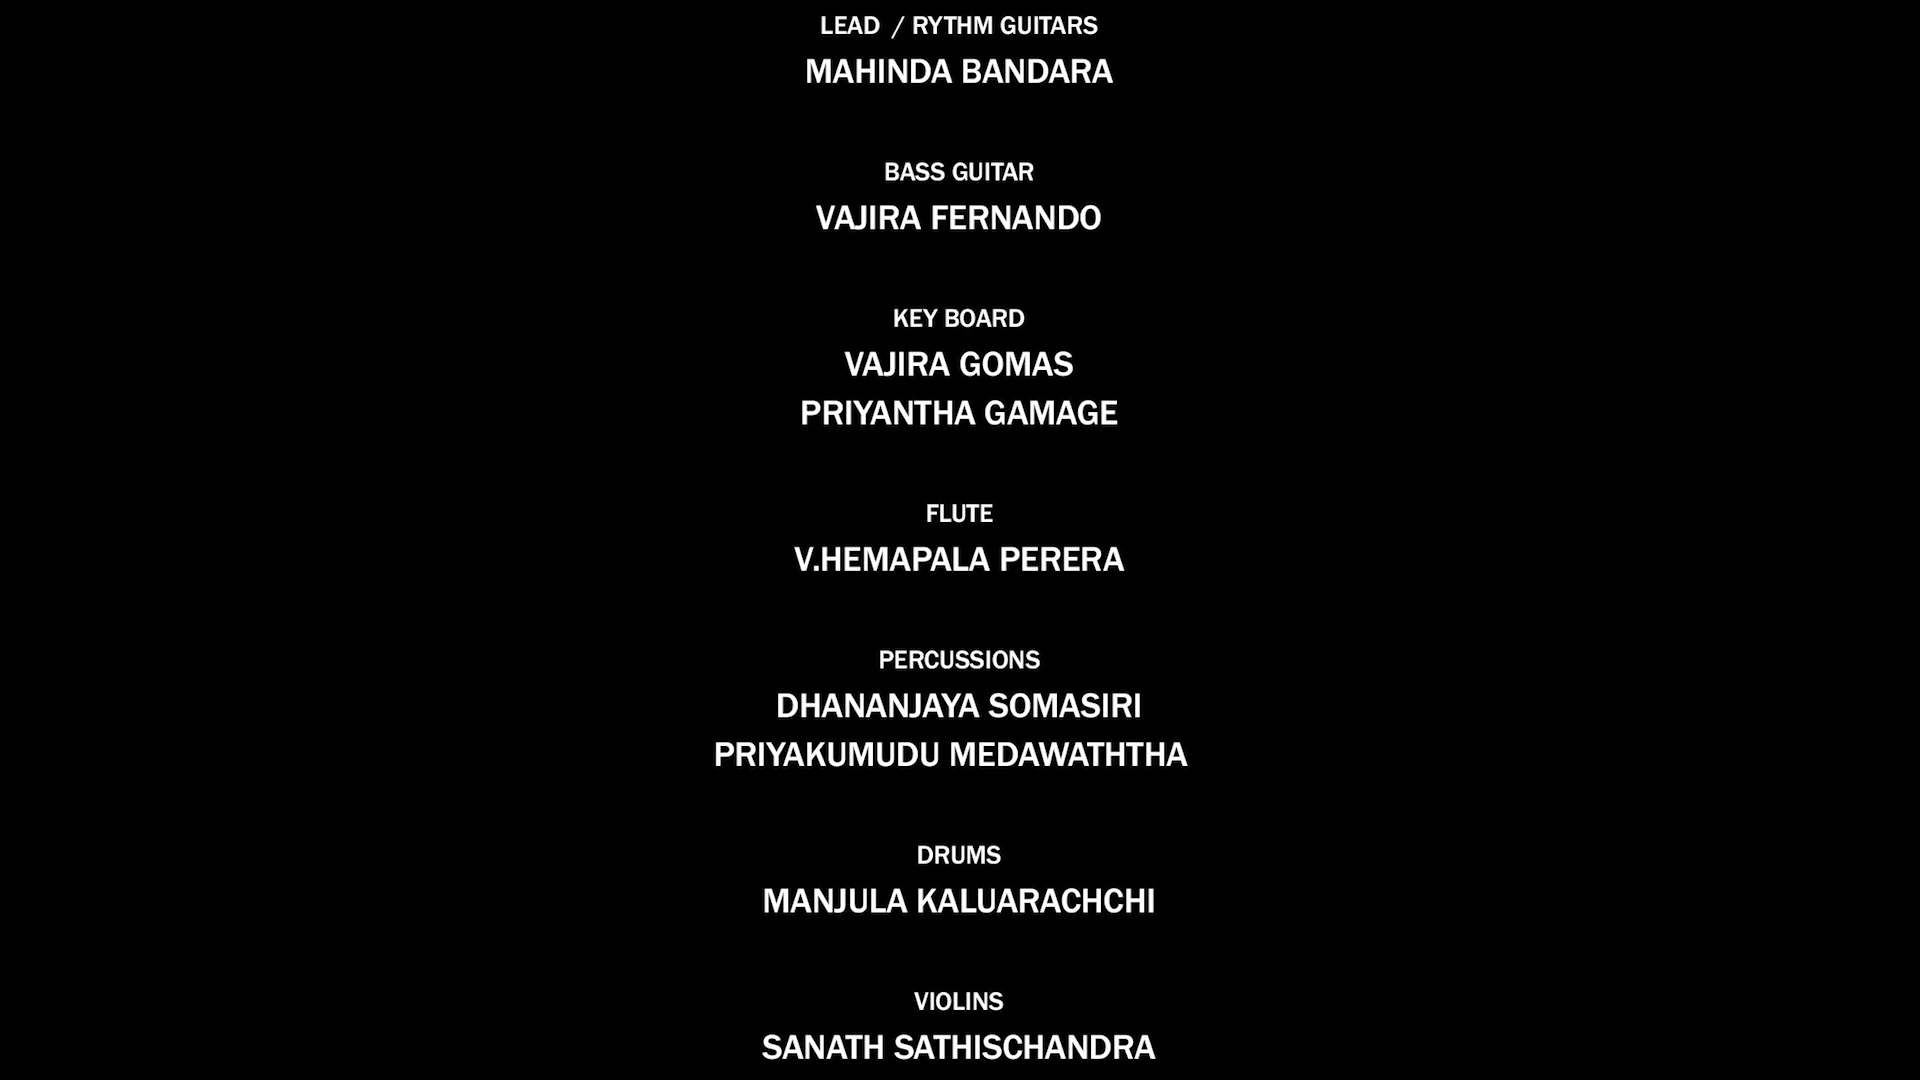 LEAD / RYTHM GUITARS
MAHINDA BANDARA
BASS GUITAR
VAJIRA FERNANDO
KEY BOARD
VAJIRA GOMAS
PRIYANTHA GAMAGE
FLUTE
V.HEMAPALA PERERA
PERCUSSIONS
DHANANJAYA SOMASIRI
PRIYAKUMUDU MEDAWATHTHA
DRUMS
MANJULA KALUARACHCHI
VIOLINS
SANATH SATHISCHANDRA